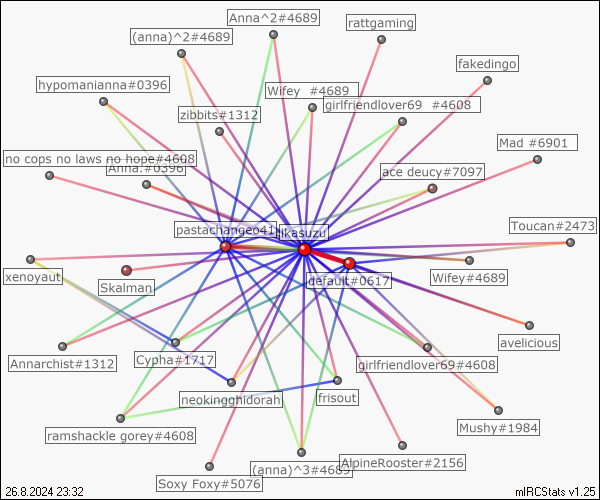 Anna^2#4689
rattgaming
(anna)^2#4689
fakedingo
hypomanianna#0396
Wifey #4689
girlfriendlover69 #4608
zibbits#1312
Mad #6901
no cops no laws no hope#4608
Anna.#0396
ace deucy#7097
Toucan#2473
pastachangeo41
likasuzu
xenoyaut
Skalman
default#0617
Wifey#4689
avelicious
Annarchist#1312
Cypha#1717
girlfriendlover69#4608
neokingghidorah
frisout
ramshackle gorey#4608
Mushy#1984
AlpineRooster#2156
(anna)^3#4689
Soxy Foxy#5076
26.8.2024 23:32
mIRCStats v1.25